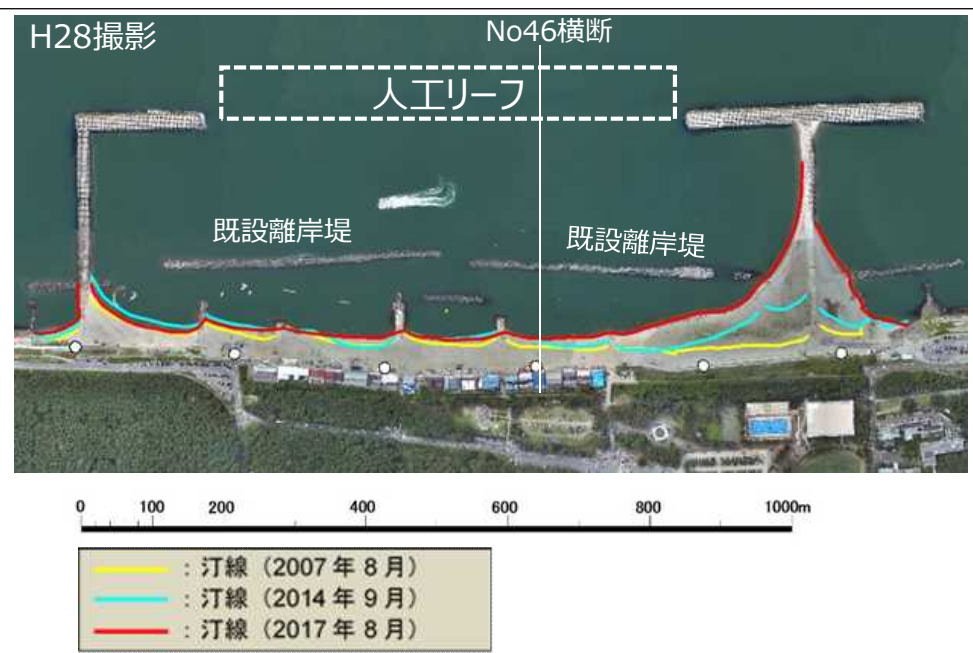 H28撮影
No46横断
人工リーフ
既設離岸堤
既設離岸堤
0 100 200 400 600 800 1000m
：汀線（2007年8月）
：汀線（2014年9月）
：汀線（2017年8月）